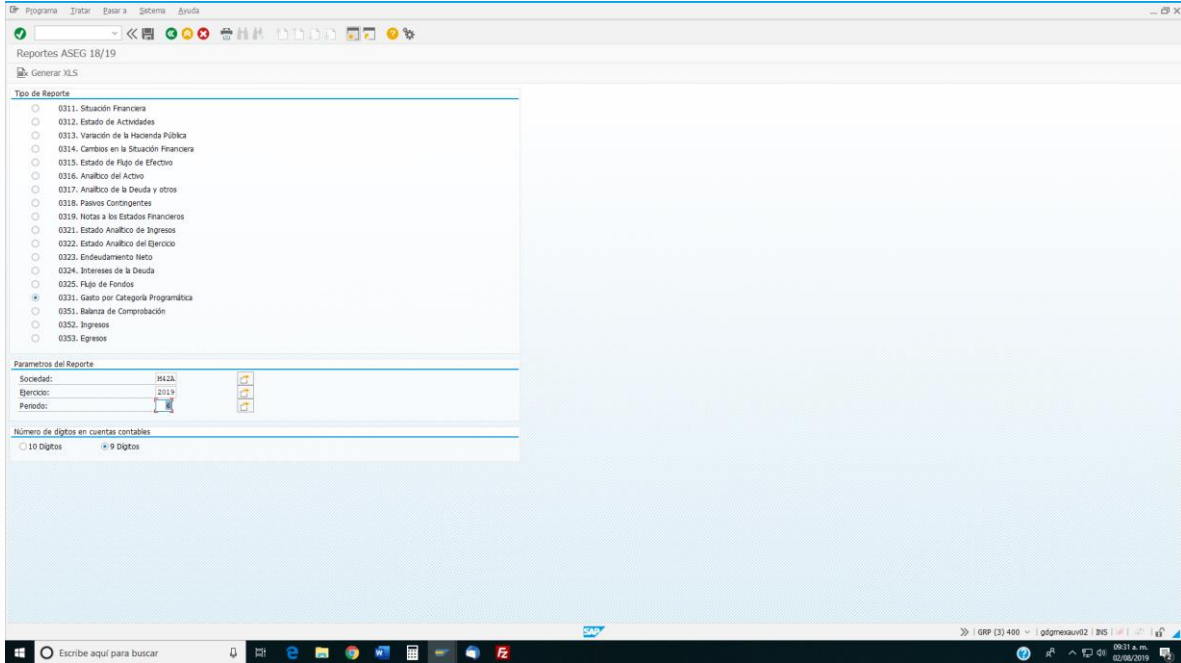 Programa Tratar Pasar a Sistema Ayuda
Reportes ASEG 18/19
Generar XLS
Tipo de Reporte
0311. Situación Financiera
0312. Estado de Actividades
0313. Variación de la Hacienda Pública
0314. Cambios en la Situación Financiera
0315. Estado de Flujo de Efectivo
0316. Analítico del Activo
0317. Analítico de la Deuda y otros
0318. Pasivos Contingentes
0319. Notas a los Estados Financieros
0321. Estado Analítico de Ingresos
0322. Estado Analítico del Ejercicio
0323. Endeudamiento Neto
0324. Intereses de la Deuda
0325. Flujo de Fondos
0331. Gasto por Categoría Programática
0351. Balanza de Comprobación
0352. Ingresos
0353. Egresos
Parametros del Reporte
Sociedad: M42A
Ejercicio: 2019
Periodo:
Número de dígitos en cuentas contables
10 Dígitos 9 Dígitos
SAP GRP (3) 400 gdgmexauv02 INS
Escribe aquí para buscar 09:31 a. m.
02/08/2019